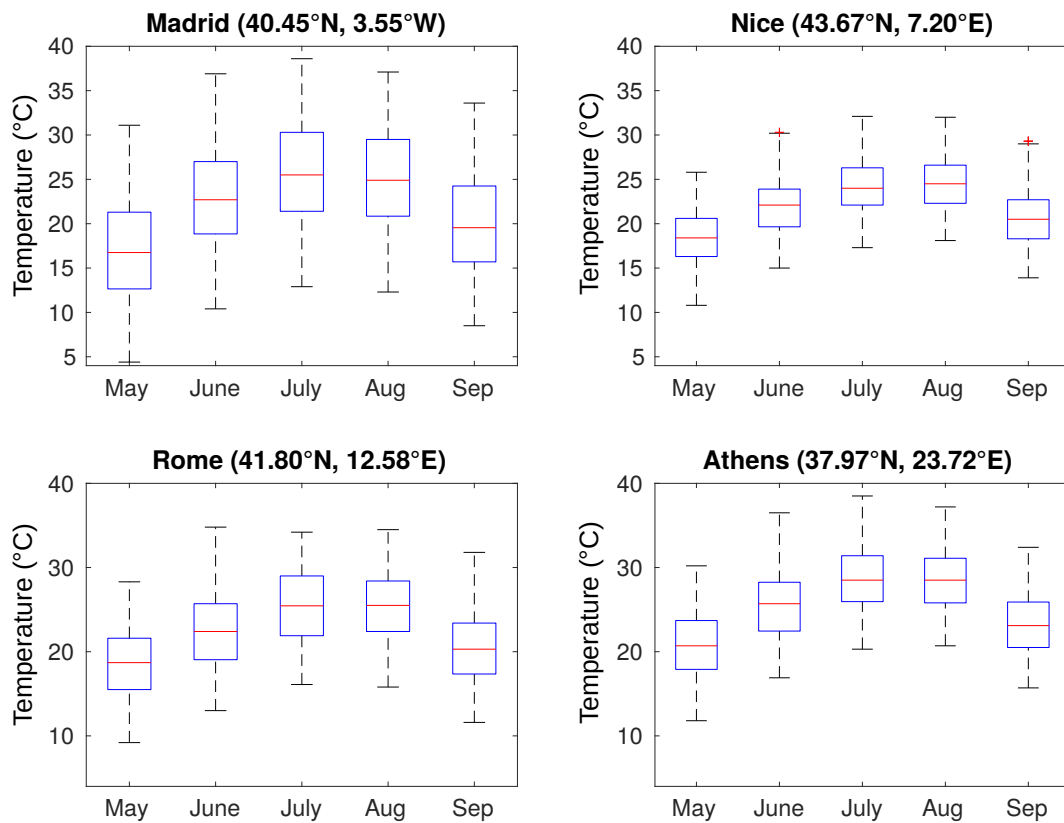 Madrid (40.45°N, 3.55°W)
Temperature (°C)
40
35
30
25
20
15
10
5
May June July Aug Sep
Nice (43.67°N, 7.20°E)
Temperature (°C)
40
35
30
25
20
15
10
5
May June July Aug Sep
Rome (41.80°N, 12.58°E)
Temperature (°C)
40
30
20
10
May June July Aug Sep
Athens (37.97°N, 23.72°E)
Temperature (°C)
40
30
20
10
May June July Aug Sep